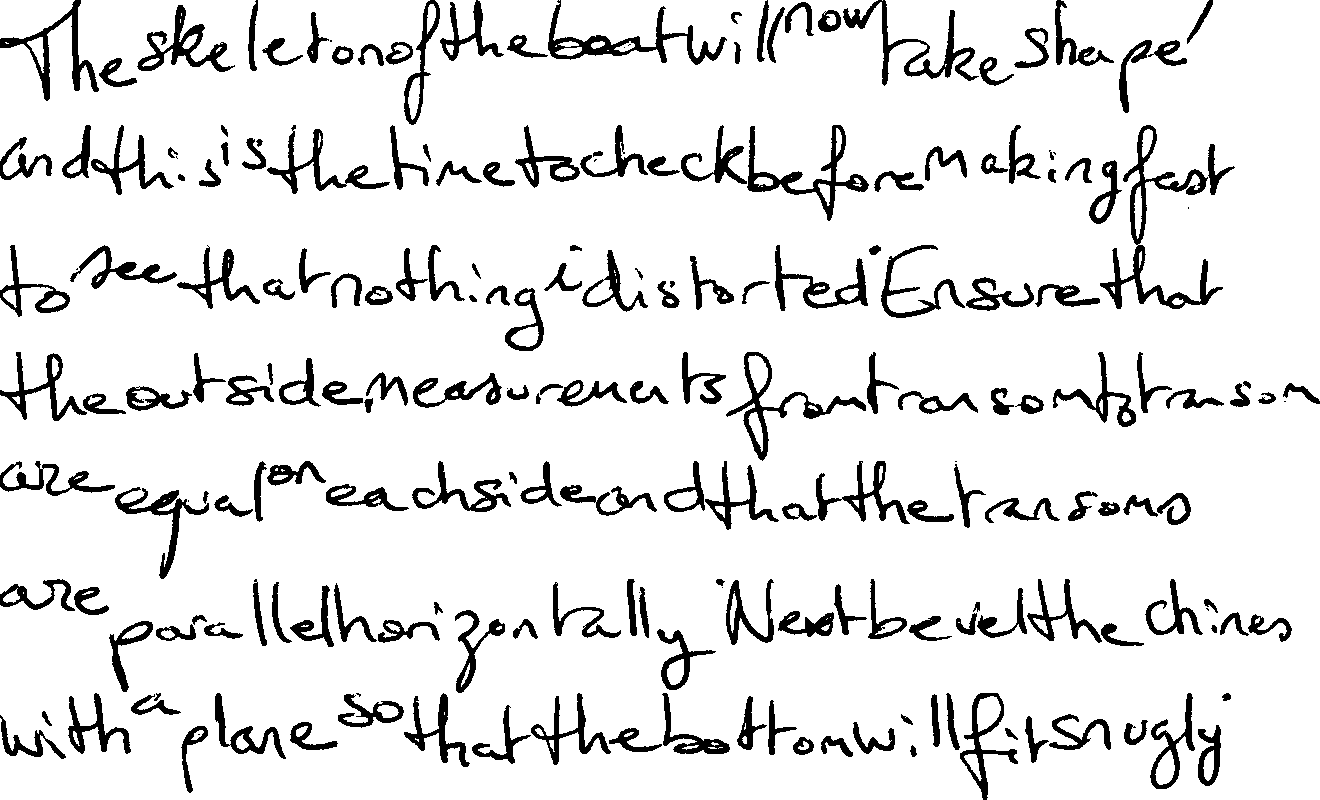 The skeleton of the boat will now take shape,
and this is the time to check before making fast
to see that nothing is distorted. Ensure that
the outside measurements from transom to transom
are equal on each side and that the transoms
are parallel horizontally. Next bevel the chines
with a plane so that the bottom will fit snugly.